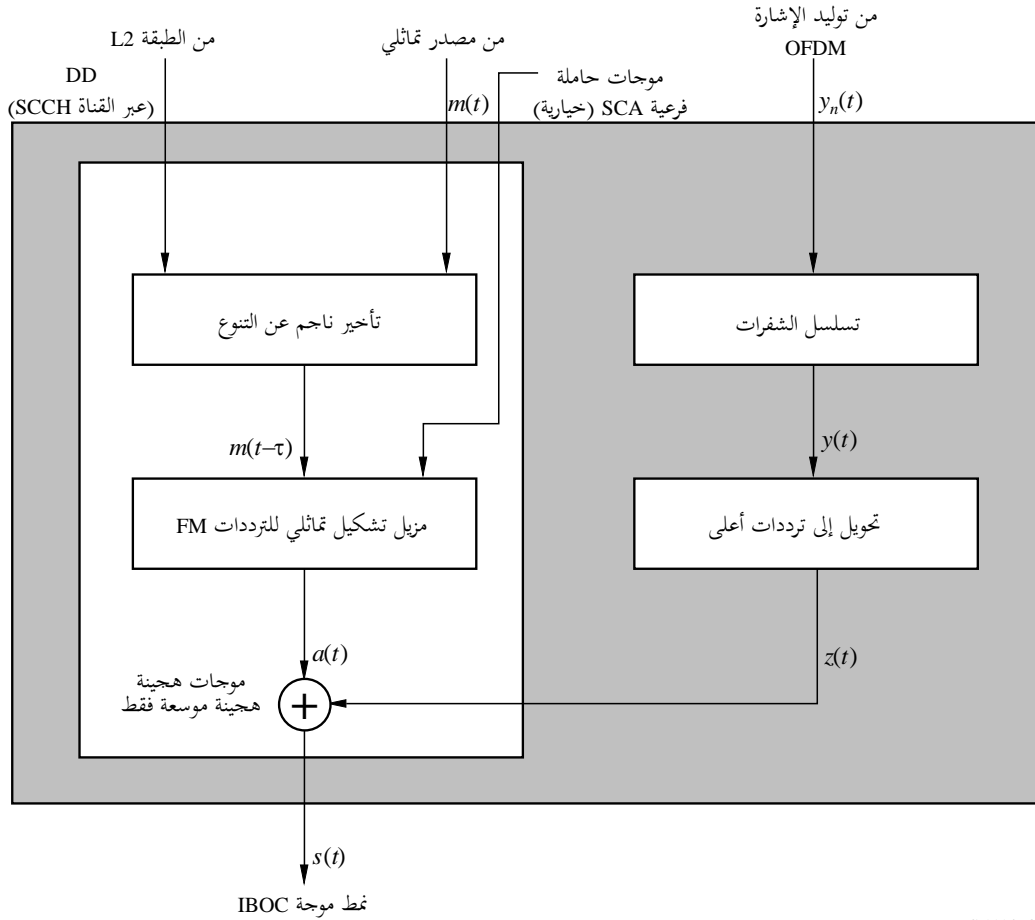 من توليد الإشارة
OFDM
من مصدر تماثلي
من الطبقة L2
موجات حاملة
فرعية SCA (خيارية)
DD
(عبر القناة SCCH)
m(t)
yn(t)
تأخير ناجم عن التنوع
تسلسل الشفرات
m(t–τ)
y(t)
مزيل تشكيل تماثلي للترددات FM
تحويل إلى ترددات أعلى
a(t)
z(t)
موجات هجينة
هجينة موسعة فقط
+
s(t)
نمط موجة IBOC